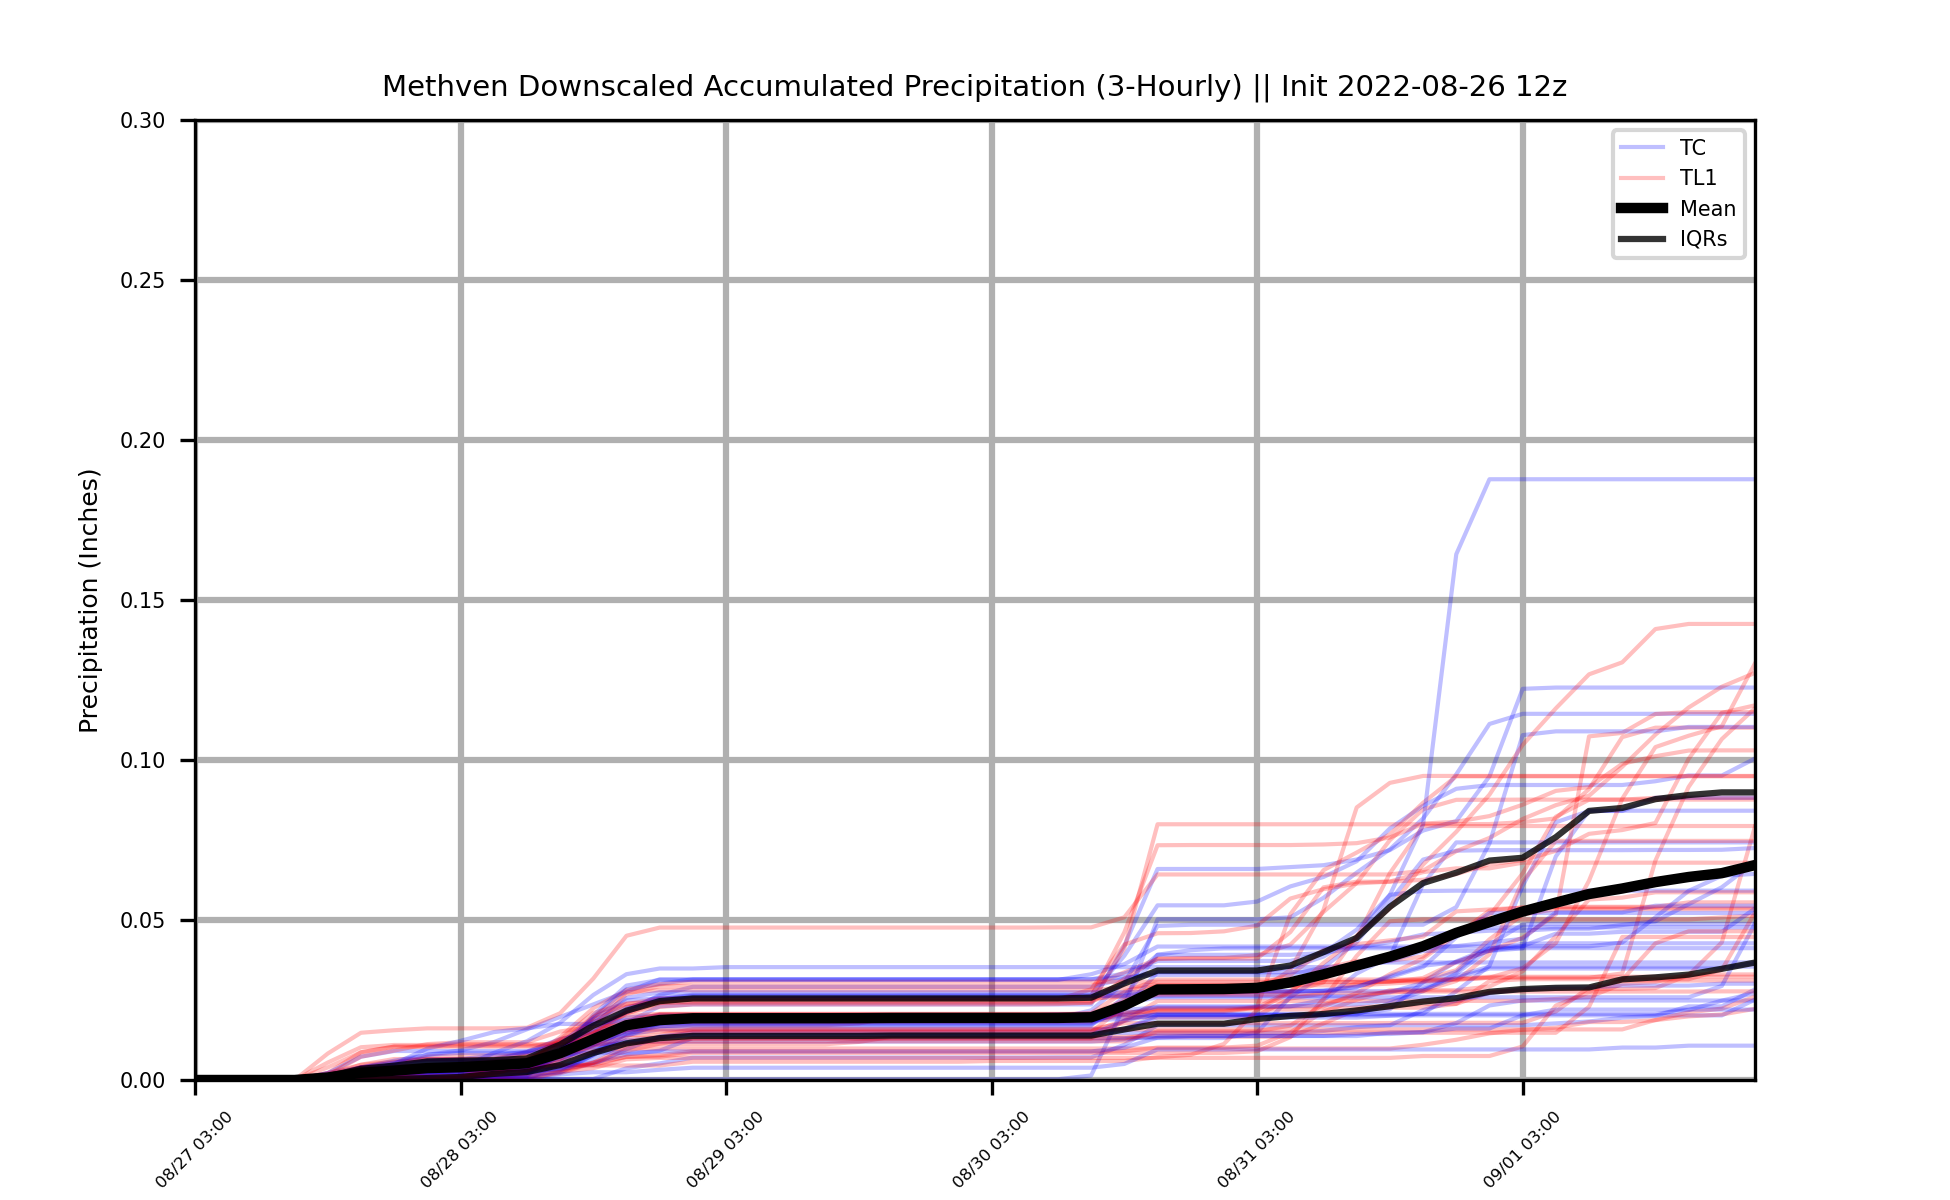 Methven Downscaled Accumulated Precipitation (3-Hourly) || Init 2022-08-26 12z
Precipitation (Inches)
0.30
0.25
0.20
0.15
0.10
0.05
0.00
TC
TL1
Mean
IQRs
08/27 03:00
08/28 03:00
08/29 03:00
08/30 03:00
08/31 03:00
09/01 03:00